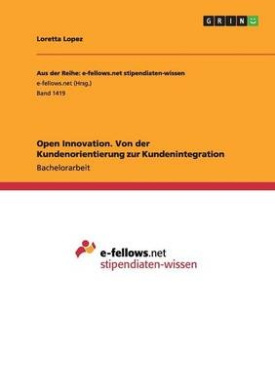 GRIN
Loretta Lopez
Aus der Reihe: e-fellows.net stipendiaten-wissen
e-fellows.net (Hrsg.)
Band 1419
Open Innovation. Von der
Kundenorientierung zur Kundenintegration
Bachelorarbeit
e-fellows.net
stipendiaten-wissen